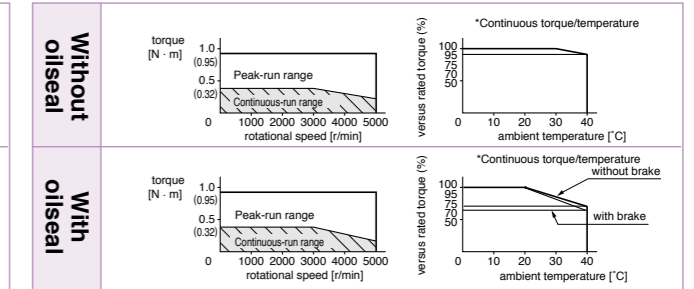 Without
oilseal
torque
[N · m]
1.0
(0.95)
0.5
(0.32)
Peak-run range
Continuous-run range
0 1000 2000 3000 4000 5000
rotational speed [r/min]
*Continuous torque/temperature
versus rated torque (%)
100
95
75
70
50
0 10 20 30 40
ambient temperature [˚C]
With
oilseal
torque
[N · m]
1.0
(0.95)
0.5
(0.32)
Peak-run range
Continuous-run range
0 1000 2000 3000 4000 5000
rotational speed [r/min]
*Continuous torque/temperature
without brake
versus rated torque (%)
100
95
75
70
50
with brake
0 10 20 30 40
ambient temperature [˚C]